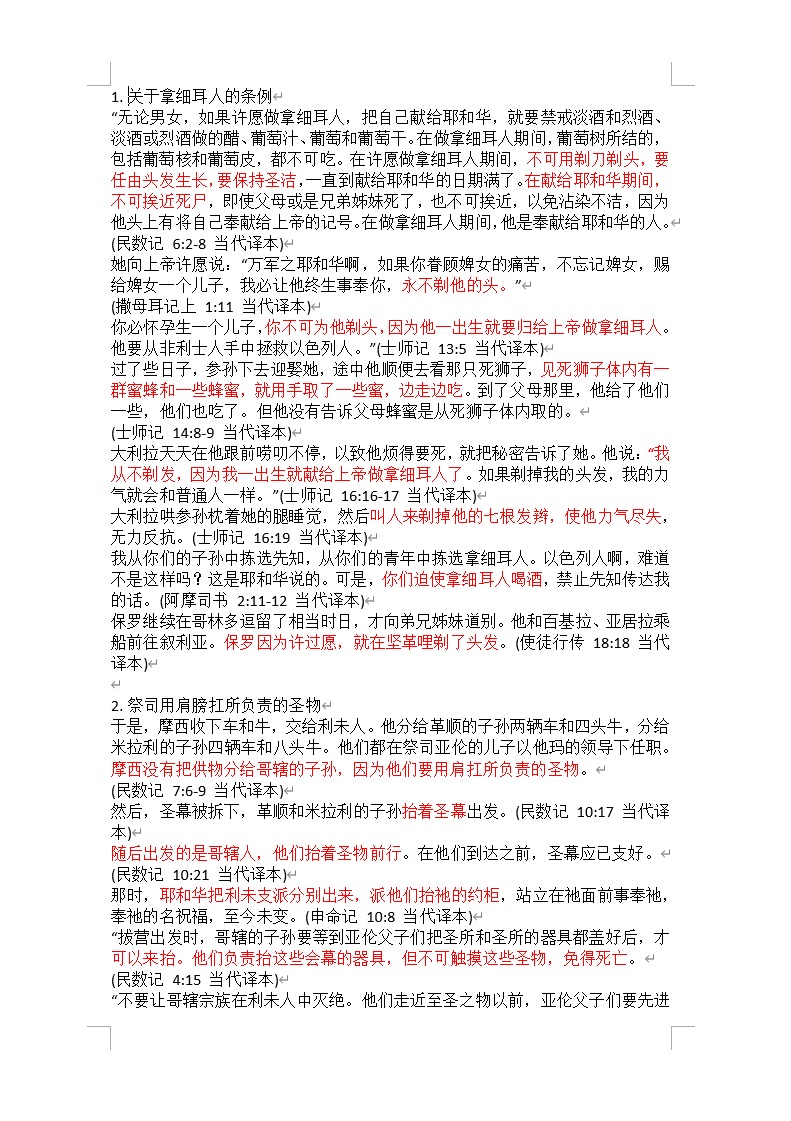 1. 关于拿细耳人的条例
“无论男女，如果许愿做拿细耳人，把自己献给耶和华，就要禁戒淡酒和烈酒、
淡酒或烈酒做的醋、葡萄汁、葡萄和葡萄干。在做拿细耳人期间，葡萄树所结的，
包括葡萄核和葡萄皮，都不可吃。在许愿做拿细耳人期间，不可用剃刀剃头，要
任由头发生长，要保持圣洁，一直到献给耶和华的日期满了。在献给耶和华期间，
不可挨近死尸，即使父母或是兄弟姊妹死了，也不可挨近，以免沾染不洁，因为
他头上有将自己奉献给上帝的记号。在做拿细耳人期间，他是奉献给耶和华的人。
(民数记 6:2-8 当代译本)
她向上帝许愿说：“万军之耶和华啊，如果你眷顾婢女的痛苦，不忘记婢女，赐
给婢女一个儿子，我必让他终生事奉你，永不剃他的头。”
(撒母耳记上 1:11 当代译本)
你必怀孕生一个儿子，你不可为他剃头，因为他一出生就要归给上帝做拿细耳人。
他要从非利士人手中拯救以色列人。”(士师记 13:5 当代译本)
过了些日子，参孙下去迎娶她，途中他顺便去看那只死狮子，见死狮子体内有一
群蜜蜂和一些蜂蜜，就用手取了一些蜜，边走边吃。到了父母那里，他给了他们
一些，他们也吃了。但他没有告诉父母蜂蜜是从死狮子体内取的。
(士师记 14:8-9 当代译本)
大利拉天天在他跟前唠叨不停，以致他烦得要死，就把秘密告诉了她。他说：“我
从不剃发，因为我一出生就献给上帝做拿细耳人了。如果剃掉我的头发，我的力
气就会和普通人一样。”(士师记 16:16-17 当代译本)
大利拉哄参孙枕着她的腿睡觉，然后叫人来剃掉他的七根发辫，使他力气尽失，
无力反抗。(士师记 16:19 当代译本)
我从你们的子孙中拣选先知，从你们的青年中拣选拿细耳人。以色列人啊，难道
不是这样吗？这是耶和华说的。可是，你们迫使拿细耳人喝酒，禁止先知传达我
的话。(阿摩司书 2:11-12 当代译本)
保罗继续在哥林多逗留了相当时日，才向弟兄姊妹道别。他和百基拉、亚居拉乘
船前往叙利亚。保罗因为许过愿，就在坚革哩剃了头发。(使徒行传 18:18 当代
译本)
2. 祭司用肩膀扛所负责的圣物
于是，摩西收下车和牛，交给利未人。他分给革顺的子孙两辆车和四头牛，分给
米拉利的子孙四辆车和八头牛。他们都在祭司亚伦的儿子以他玛的领导下任职。
摩西没有把供物分给哥辖的子孙，因为他们要用肩扛所负责的圣物。
(民数记 7:6-9 当代译本)
然后，圣幕被拆下，革顺和米拉利的子孙抬着圣幕出发。(民数记 10:17 当代译
本)
随后出发的是哥辖人，他们抬着圣物前行。在他们到达之前，圣幕应已支好。
(民数记 10:21 当代译本)
那时，耶和华把利未支派分别出来，派他们抬祂的约柜，站立在祂面前事奉祂，
奉祂的名祝福，至今未变。(申命记 10:8 当代译本)
“拔营出发时，哥辖的子孙要等到亚伦父子们把圣所和圣所的器具都盖好后，才
可以来抬。他们负责抬这些会幕的器具，但不可触摸这些圣物，免得死亡。
(民数记 4:15 当代译本)
“不要让哥辖宗族在利未人中灭绝。他们走近至圣之物以前，亚伦父子们要先进